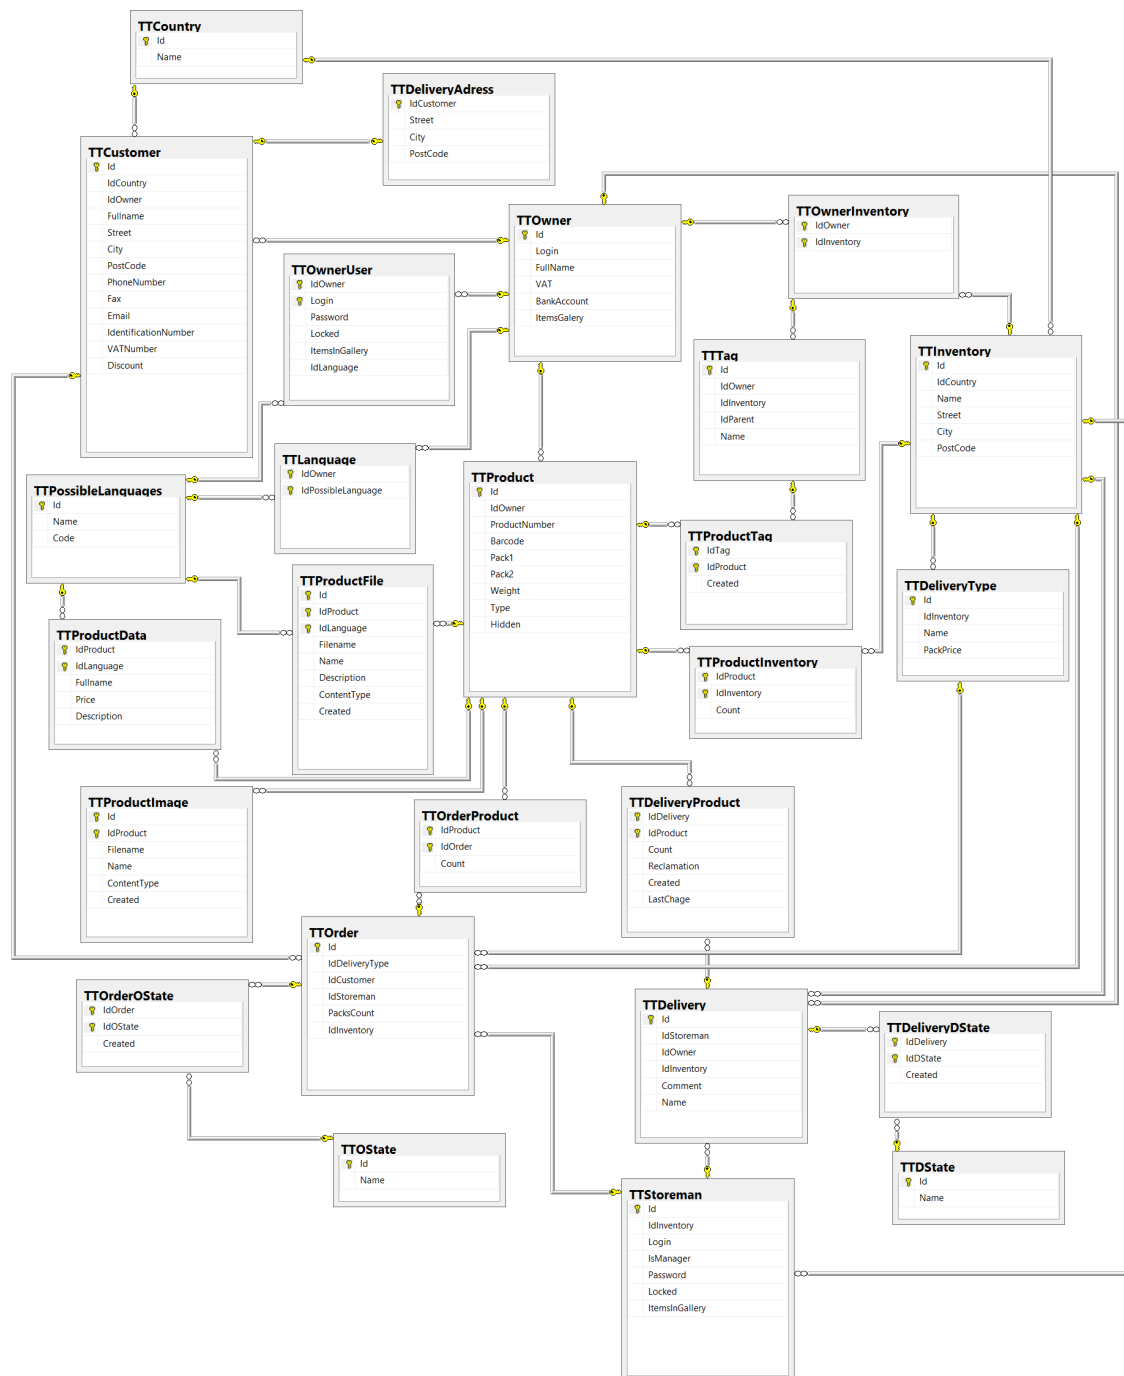 TTCountry
Id
Name
TTDeliveryAdress
IdCustomer
Street
City
PostCode
TTCustomer
Id
IdCountry
IdOwner
Fullname
Street
City
PostCode
PhoneNumber
Fax
Email
IdentificationNumber
VATNumber
Discount
TTOwner
Id
Login
FullName
VAT
BankAccount
ItemsGalery
TTOwnerInventory
IdOwner
IdInventory
TTOwnerUser
IdOwner
Login
Password
Locked
ItemsInGallery
IdLanguage
TTTag
Id
IdOwner
IdInventory
IdParent
Name
TTInventory
Id
IdCountry
Name
Street
City
PostCode
TTLanguage
IdOwner
IdPossibleLanguage
TTPossibleLanguages
Id
Name
Code
TTProduct
Id
IdOwner
ProductNumber
Barcode
Pack1
Pack2
Weight
Type
Hidden
TTProductTag
IdTag
IdProduct
Created
TTProductFile
Id
IdProduct
IdLanguage
Filename
Name
Description
ContentType
Created
TTDeliveryType
Id
IdInventory
Name
PackPrice
TTProductData
IdProduct
IdLanguage
Fullname
Price
Description
TTProductInventory
IdProduct
IdInventory
Count
TTProductImage
Id
IdProduct
Filename
Name
ContentType
Created
TTOrderProduct
IdProduct
IdOrder
Count
TTDeliveryProduct
IdDelivery
IdProduct
Count
Reclamation
Created
LastChage
TTOrder
Id
IdDeliveryType
IdCustomer
IdStoreman
PacksCount
IdInventory
TTOrderOState
IdOrder
IdOState
Created
TTDelivery
Id
IdStoreman
IdOwner
IdInventory
Comment
Name
TTDeliveryDState
IdDelivery
IdDState
Created
TTOState
Id
Name
TTDState
Id
Name
TTStoreman
Id
IdInventory
Login
IsManager
Password
Locked
ItemsInGallery